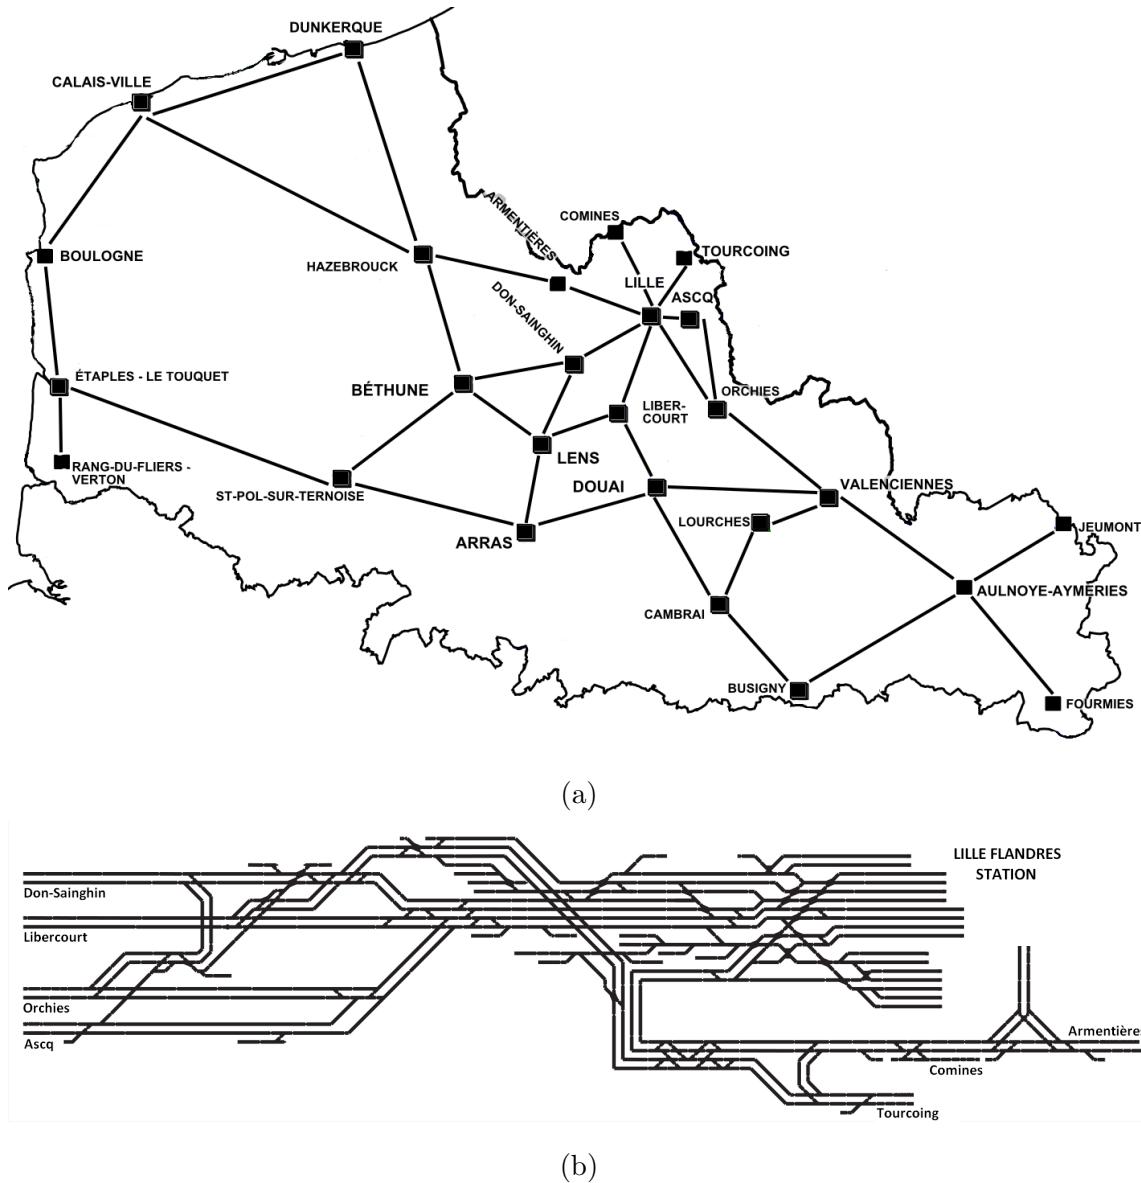 DUNKERQUE
CALAIS-VILLE
ARMENTIÈRES
COMINES
TOURCOING
BOULOGNE
HAZEBROUCK
LILLE
ASCQ
DON-SAINGHIN
ÉTAPLES - LE TOUQUET
BÉTHUNE
ORCHIES
LIBER-
COURT
LENS
RANG-DU-FLIERS -
VERTON
ST-POL-SUR-TERNOISE
DOUAI
VALENCIENNES
LOURCHES
JEUMONT
ARRAS
AULNOYE-AYMERIES
CAMBRAI
BUSIGNY
FOURMIES
(a)
LILLE FLANDRES
STATION
Don-Sainghin
Libercourt
Orchies
Ascq
Armentières
Comines
Tourcoing
(b)